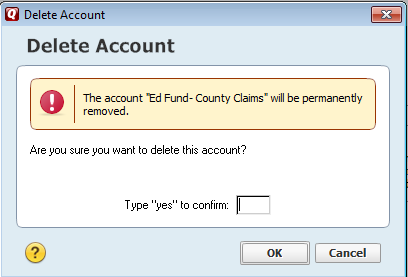 Delete Account
Delete Account
The account "Ed Fund- County Claims" will be permanently
removed.
Are you sure you want to delete this account?
Type "yes" to confirm:
?
OK
Cancel